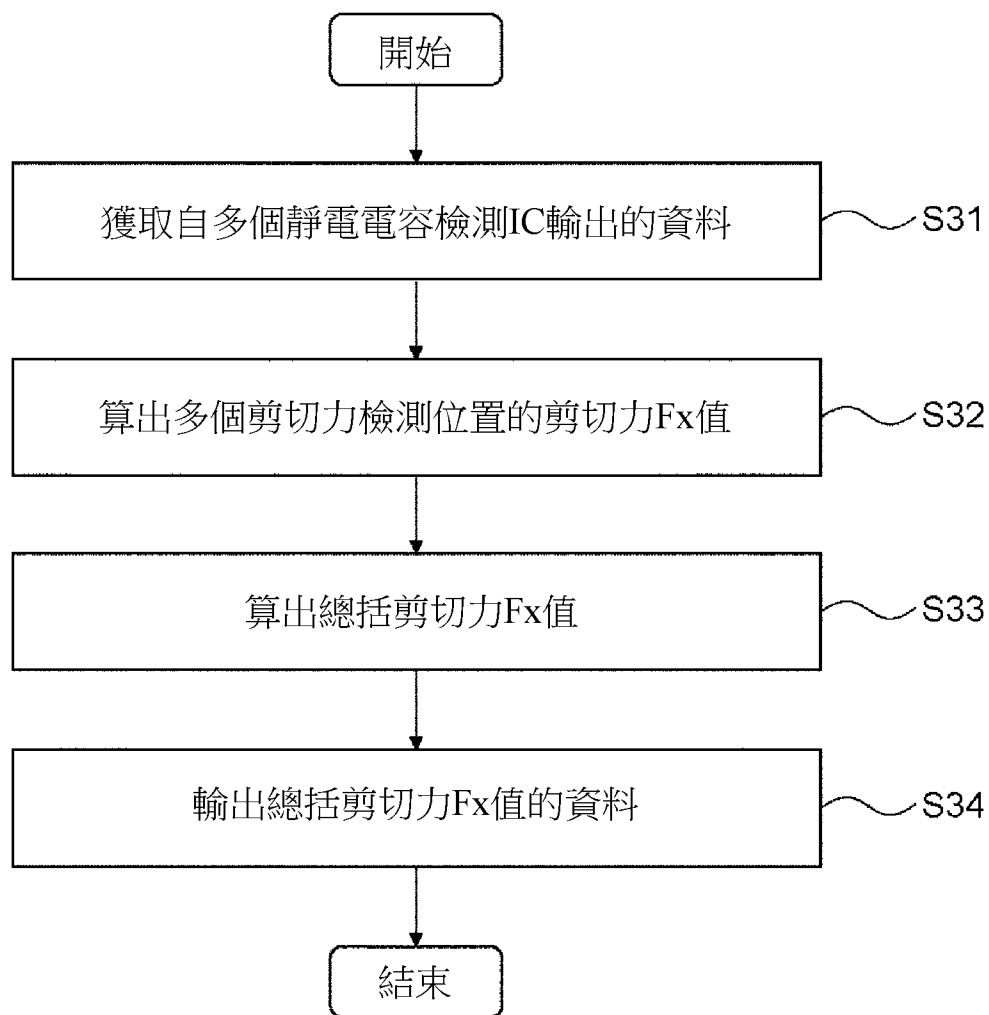 開始
獲取自多個靜電電容檢測IC輸出的資料
S31
算出多個剪切力檢測位置的剪切力Fx值
S32
算出總括剪切力Fx值
S33
輸出總括剪切力Fx值的資料
S34
結束